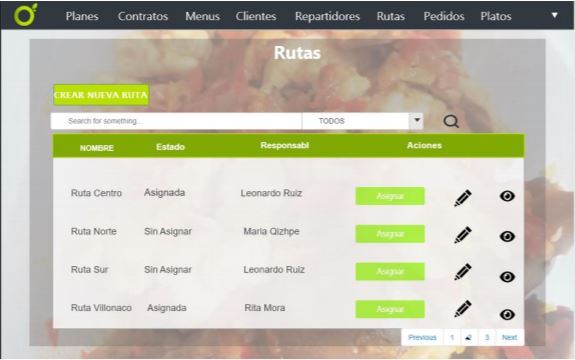 Planes Contratos Menus Clientes Repartidores Rutas Pedidos Platos
Rutas
CREAR NUEVA RUTA
Search for something... TODOS
NOMBRE Estado Responsabl Aciones
Ruta Centro Asignada Leonardo Ruiz Asignar
Ruta Norte Sin Asignar Maria Qizhpe Asignar
Ruta Sur Sin Asignar Leonardo Ruiz Asignar
Ruta Villonaco Asignada Rita Mora Asignar
Previous 1 2 3 Next